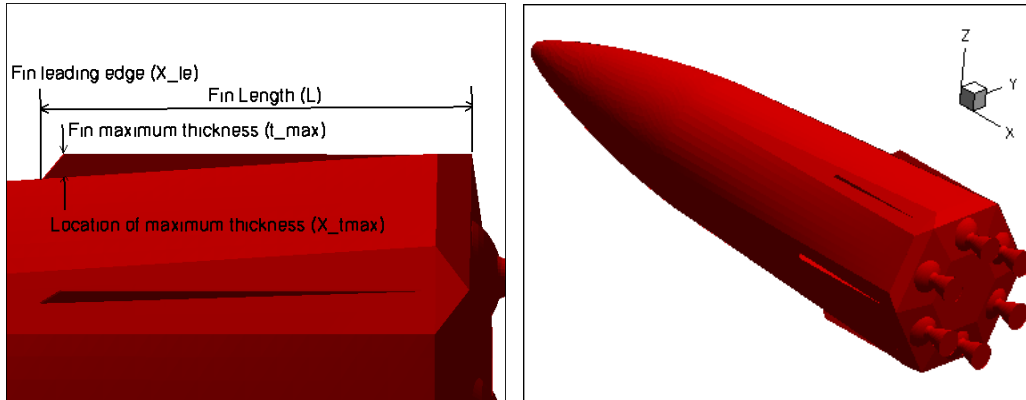 Fin leading edge (X_le)
Fin Length (L)
Fin maximum thickness (t_max)
Location of maximum thickness (X_tmax)
Z
Y
X